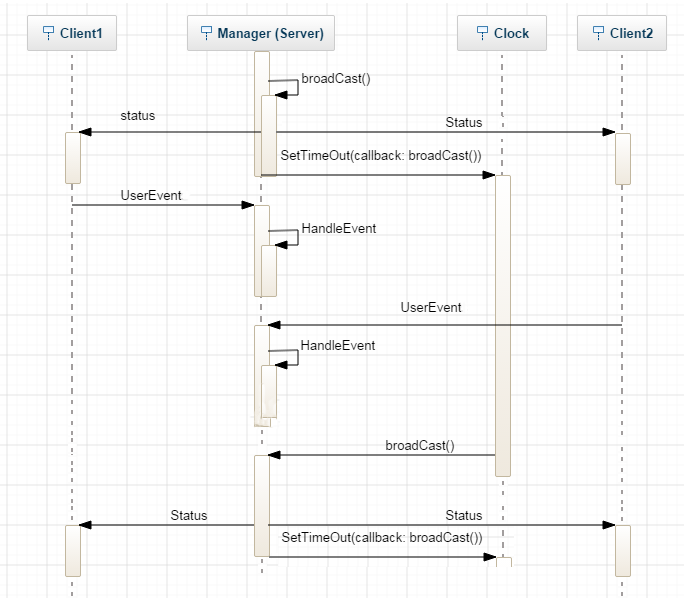 Client1
Manager (Server)
Clock
Client2
broadCast()
status
Status
SetTimeOut(callback: broadCast())
UserEvent
HandleEvent
UserEvent
HandleEvent
broadCast()
Status
Status
SetTimeOut(callback: broadCast())